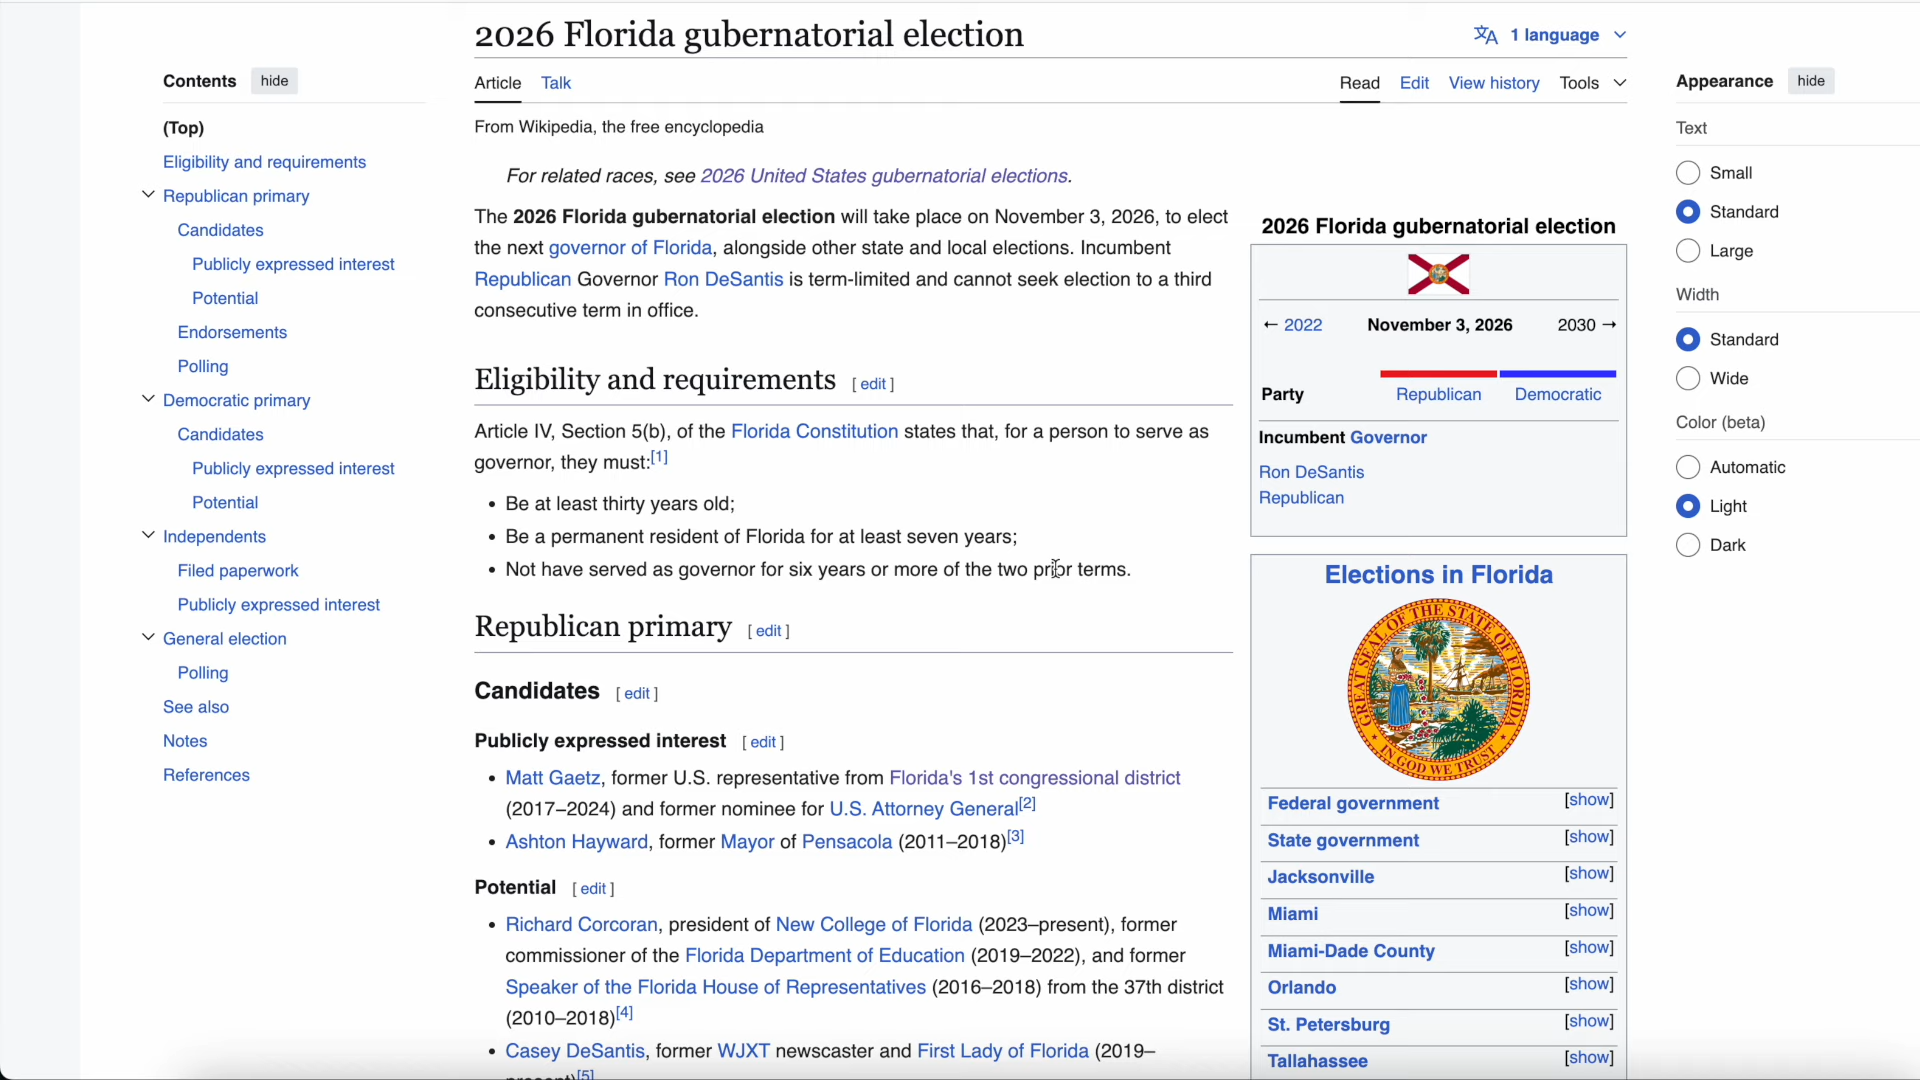 2026 Florida gubernatorial election
1 language
Contents
hide
(Top)
Eligibility and requirements
Republican primary
Candidates
Publicly expressed interest
Potential
Endorsements
Polling
Democratic primary
Candidates
Publicly expressed interest
Potential
Independents
Filed paperwork
Publicly expressed interest
General election
Polling
See also
Notes
References
Article
Talk
Read
Edit
View history
Tools
From Wikipedia, the free encyclopedia
For related races, see 2026 United States gubernatorial elections.
The 2026 Florida gubernatorial election will take place on November 3, 2026, to elect
the next governor of Florida, alongside other state and local elections. Incumbent
Republican Governor Ron DeSantis is term-limited and cannot seek election to a third
consecutive term in office.
Eligibility and requirements [ edit ]
Article IV, Section 5(b), of the Florida Constitution states that, for a person to serve as
governor, they must:[1]
• Be at least thirty years old;
• Be a permanent resident of Florida for at least seven years;
• Not have served as governor for six years or more of the two prior terms.
Republican primary [ edit ]
Candidates [ edit ]
Publicly expressed interest [ edit ]
• Matt Gaetz, former U.S. representative from Florida's 1st congressional district
(2017–2024) and former nominee for U.S. Attorney General[2]
• Ashton Hayward, former Mayor of Pensacola (2011–2018)[3]
Potential [ edit ]
• Richard Corcoran, president of New College of Florida (2023–present), former
commissioner of the Florida Department of Education (2019–2022), and former
Speaker of the Florida House of Representatives (2016–2018) from the 37th district
(2010–2018)[4]
• Casey DeSantis, former WJXT newscaster and First Lady of Florida (2019–
present)[5]
2026 Florida gubernatorial election
← 2022
November 3, 2026
2030 →
Party
Republican
Democratic
Incumbent Governor
Ron DeSantis
Republican
Elections in Florida
GREAT SEAL OF THE STATE OF FLORIDA
IN GOD WE TRUST
Federal government [show]
State government [show]
Jacksonville [show]
Miami [show]
Miami-Dade County [show]
Orlando [show]
St. Petersburg [show]
Tallahassee [show]
Appearance
hide
Text
Small
Standard
Large
Width
Standard
Wide
Color (beta)
Automatic
Light
Dark